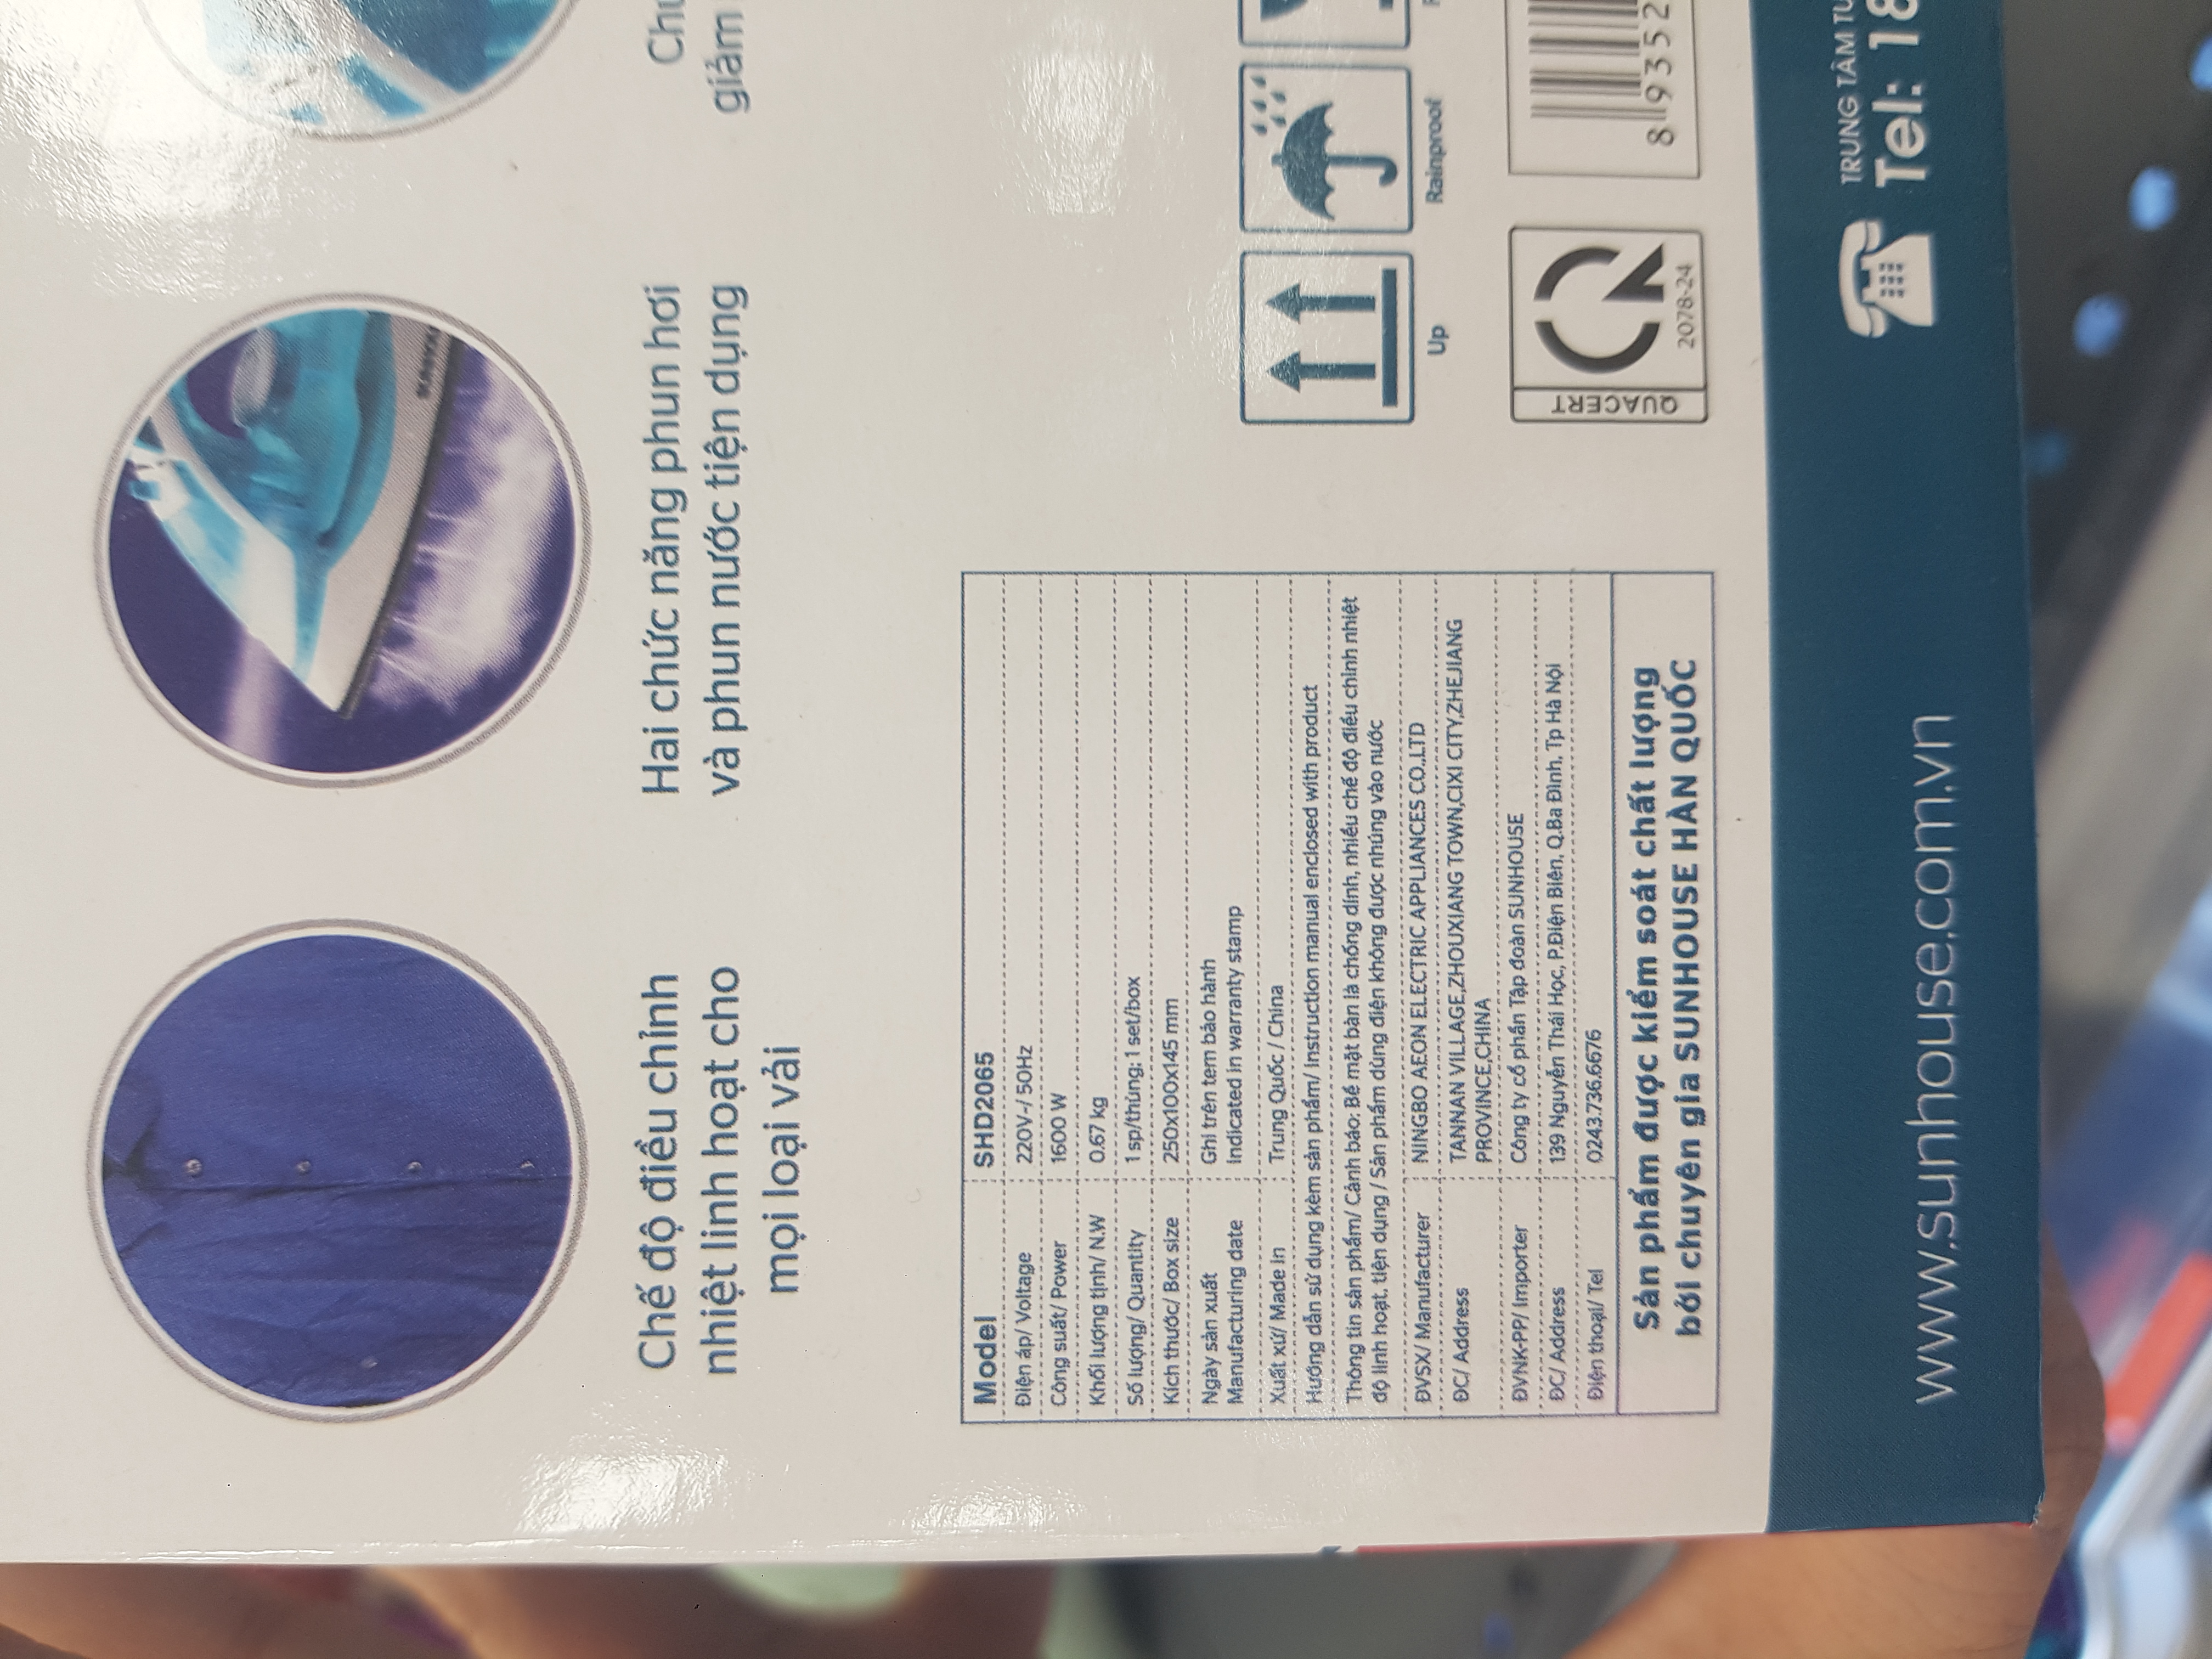 Chế độ điều chỉnh
nhiệt linh hoạt cho
mọi loại vải
Hai chức năng phun hơi
và phun nước tiện dụng
giảm
Model : SHD2065
Điện áp/ Voltage : 220V~/ 50Hz
Công suất/ Power : 1600 W
Khối lượng tịnh/ N.W : 0.67 kg
Số lượng/ Quantity : 1 sp/thùng; 1 set/box
Kích thước/ Box size : 250x100x145 mm
Ngày sản xuất : Ghi trên tem bảo hành
Manufacturing date : Indicated in warranty stamp
Xuất xứ/ Made in : Trung Quốc / China
Hướng dẫn sử dụng kèm sản phẩm/ Instruction manual enclosed with product
Thông tin sản phẩm/ Cảnh báo: Bề mặt bàn là chống dính, nhiều chế độ điều chỉnh nhiệt
độ linh hoạt, tiện dụng / Sản phẩm dùng điện không được nhúng vào nước
ĐVSX/ Manufacturer : NINGBO AEON ELECTRIC APPLIANCES CO.,LTD
ĐC/ Address : TANNAN VILLAGE,ZHOUXIANG TOWN,CIXI CITY,ZHEJIANG
PROVINCE,CHINA
ĐVNK-PP/ Importer : Công ty cổ phần Tập đoàn SUNHOUSE
ĐC/ Address : 139 Nguyễn Thái Học, P.Điện Biên, Q.Ba Đình, Tp Hà Nội
Điện thoại/ Tel : 0243.736.6676
Sản phẩm được kiểm soát chất lượng
bởi chuyên gia SUNHOUSE HÀN QUỐC
Up
Rainproof
QUACERT
2078-24
8 9352
www.sunhouse.com.vn
TRUNG TÂM
Tel: 18